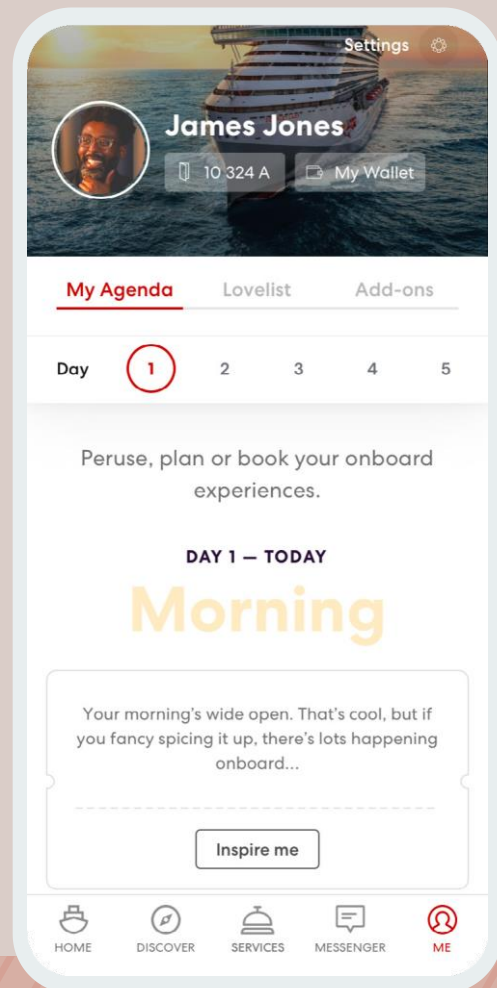 Settings
James Jones
10 324 A
My Wallet
My Agenda
Lovelist
Add-ons
Day
1
2
3
4
5
Peruse, plan or book your onboard
experiences.
DAY 1 — TODAY
Morning
Your morning's wide open. That's cool, but if
you fancy spicing it up, there's lots happening
onboard...
Inspire me
HOME
DISCOVER
SERVICES
MESSENGER
ME